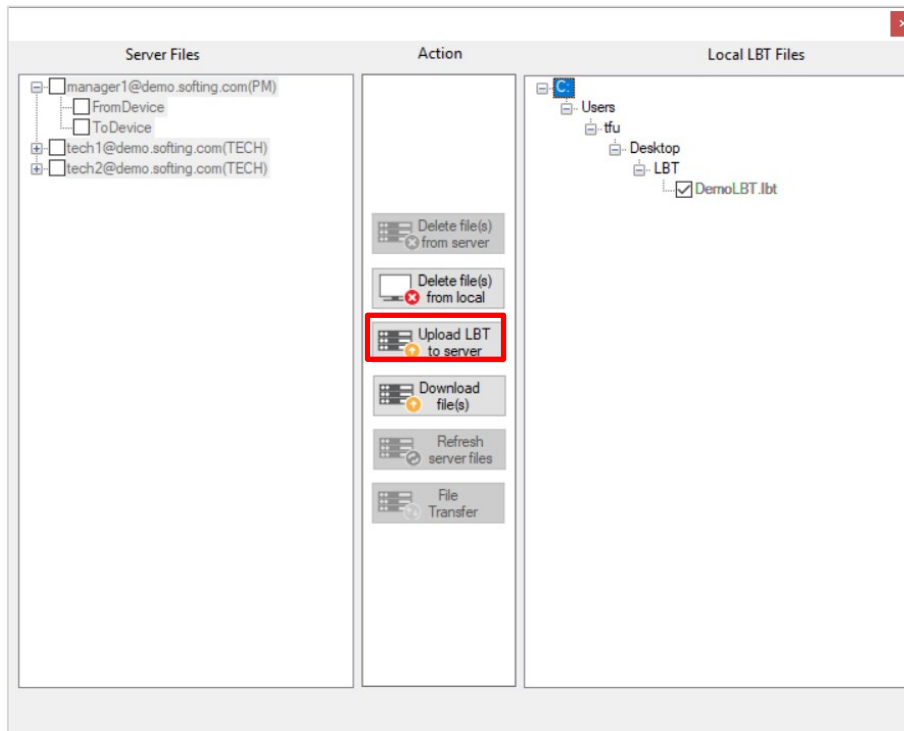 Server Files
Action
Local LBT Files
manager1@demo.softing.com(PM)
FromDevice
ToDevice
tech1@demo.softing.com(TECH)
tech2@demo.softing.com(TECH)
Delete file(s)
from server
Delete file(s)
from local
Upload LBT
to server
Download
file(s)
Refresh
server files
File
Transfer
C:
Users
tfu
Desktop
LBT
DemoLBT.lbt